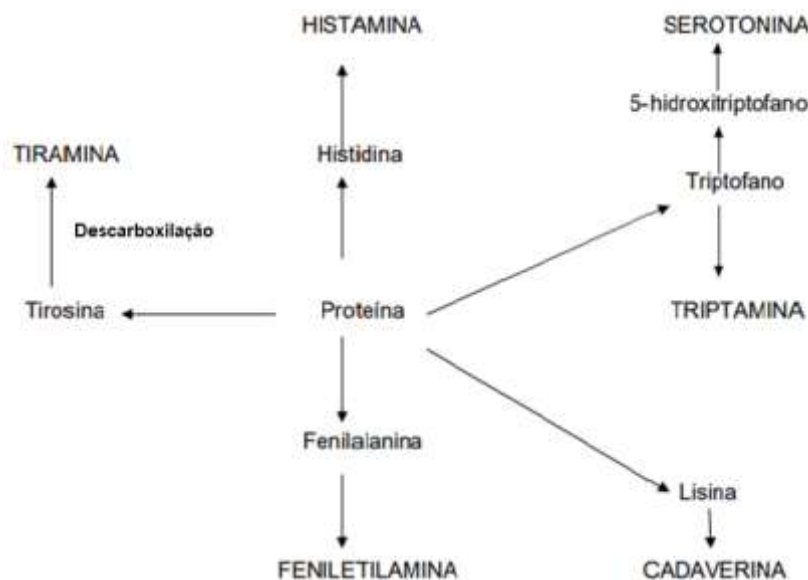 HISTAMINA
SEROTONINA
5-hidroxitriptofano
TIRAMINA
Histidina
Triptofano
Descarboxilação
Tirosina
Proteína
TRIPTAMINA
Fenilalanina
Lisina
FENILETILAMINA
CADAVERINA